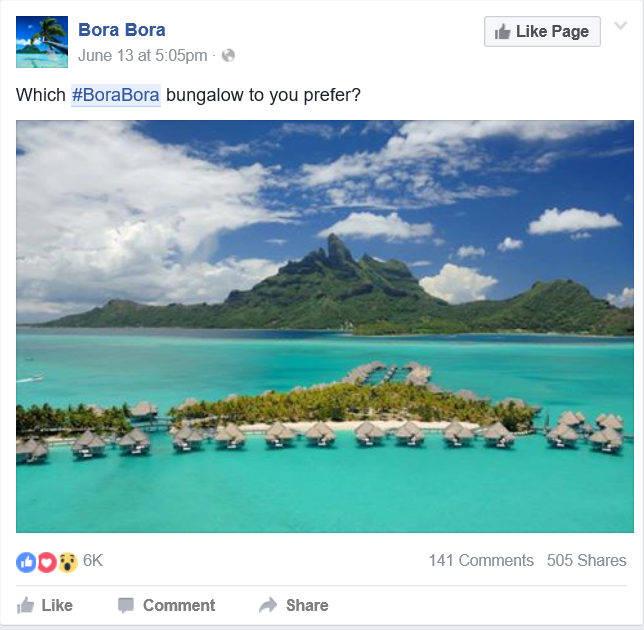 Bora Bora
Like Page
June 13 at 5:05pm ·
Which #BoraBora bungalow to you prefer?
6K
141 Comments 505 Shares
Like Comment Share